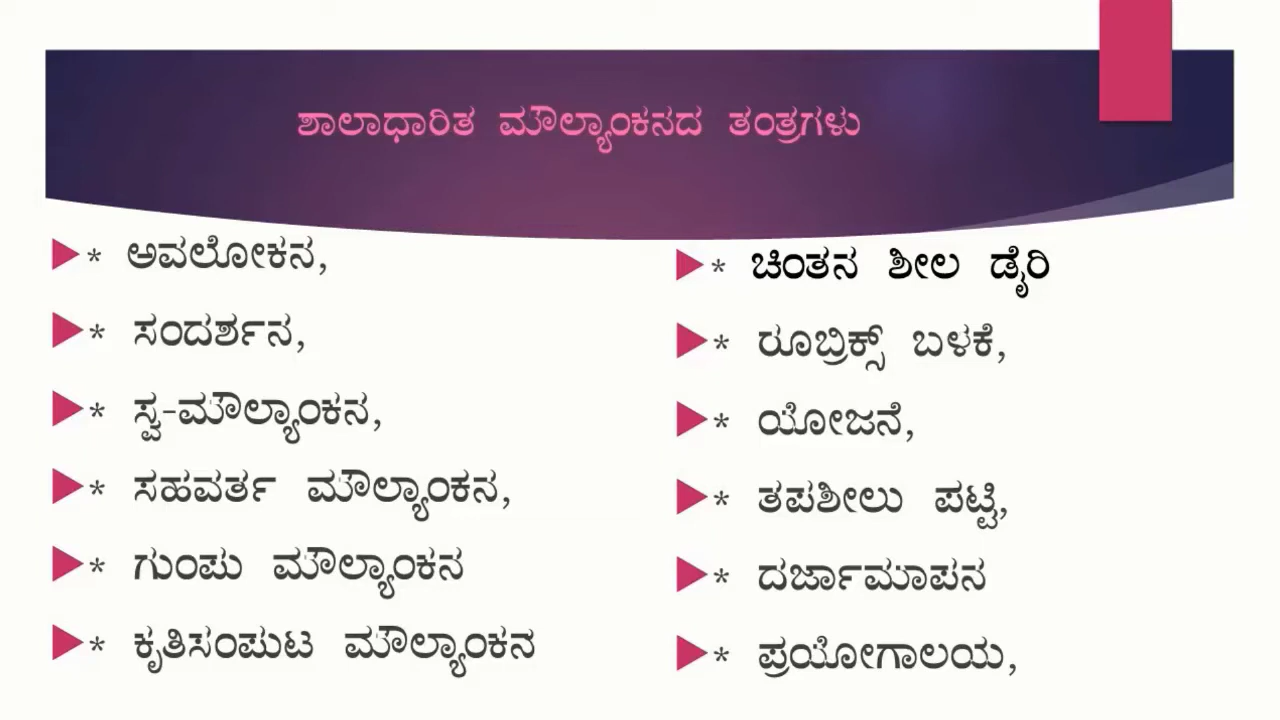 ಶಾಲಾಧಾರಿತ ಮೌಲ್ಯಾಂಕನದ ತಂತ್ರಗಳು
* ಅವಲೋಕನ,
* ಸಂದರ್ಶನ,
* ಸ್ವ-ಮೌಲ್ಯಾಂಕನ,
* ಸಹವರ್ತಿ ಮೌಲ್ಯಾಂಕನ,
* ಗುಂಪು ಮೌಲ್ಯಾಂಕನ
* ಕೃತಿಸಂಪುಟ ಮೌಲ್ಯಾಂಕನ
* ಚಿಂತನ ಶೀಲ ಡೈರಿ
* ರೂಬ್ರಿಕ್ಸ್ ಬಳಕೆ,
* ಯೋಜನೆ,
* ತಪಶೀಲು ಪಟ್ಟಿ,
* ದರ್ಜಾಮಾಪನ
* ಪ್ರಯೋಗಾಲಯ,